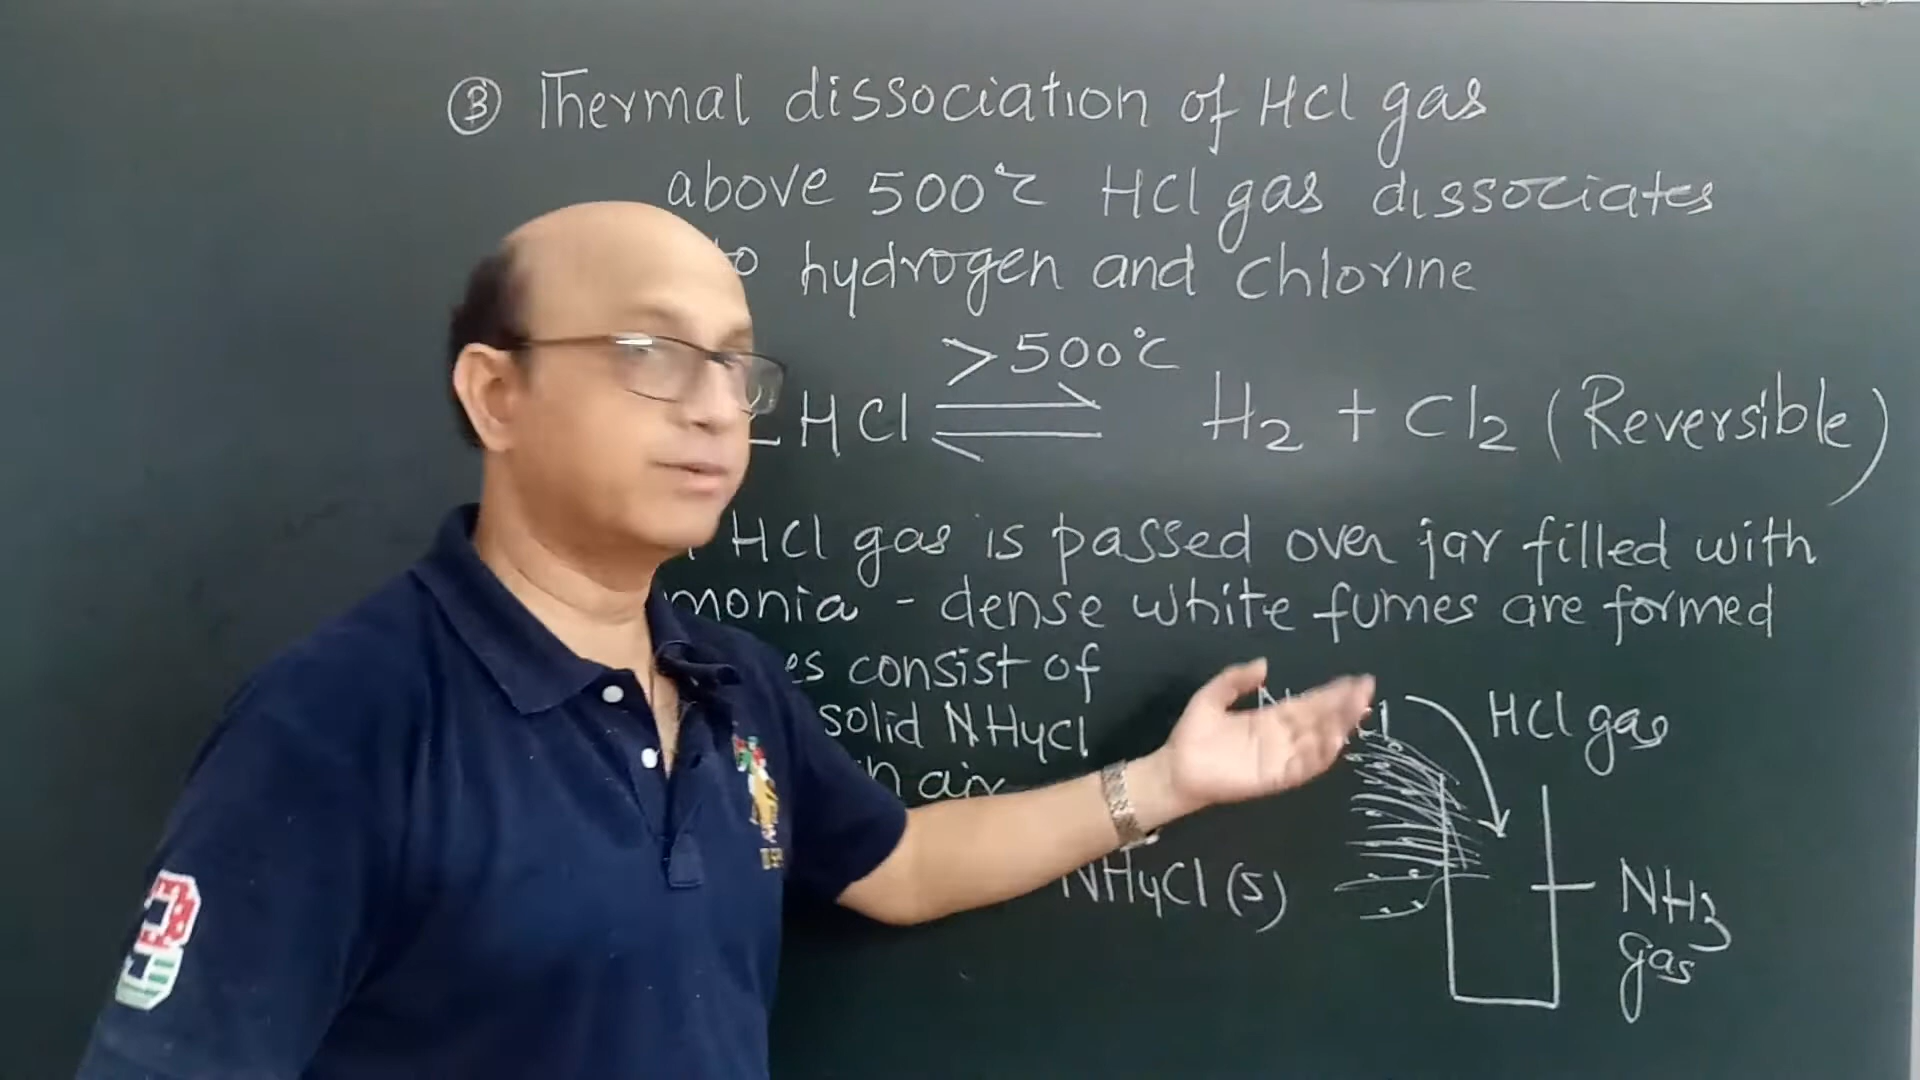 ③ Thermal dissociation of HCl gas
above 500°C HCl gas dissociates
hydrogen and chlorine
>500°C
2HCl ⇌ H2 + Cl2 (Reversible)
HCl gas is passed over jar filled with
monia - dense white fumes are formed
es consist of
solid NH4Cl
air
HCl gas
NH4Cl (s)
NH3
gas